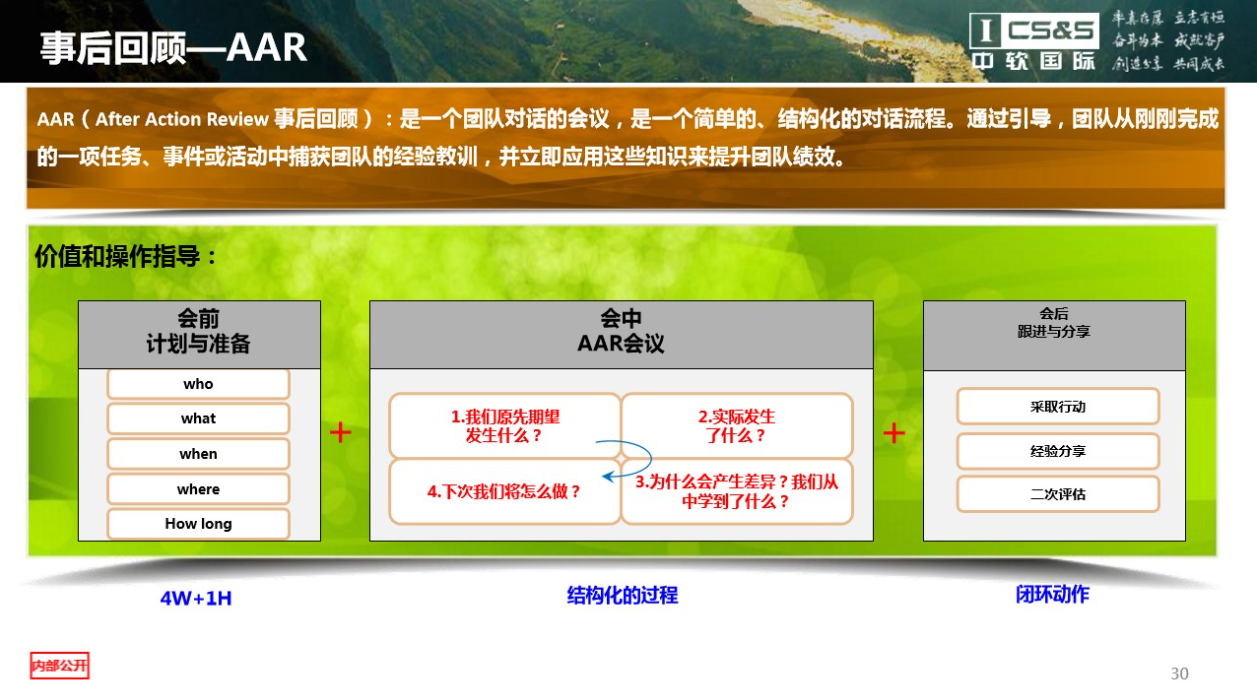 事后回顾—AAR
I CS&S
中软国际
率真存厚 立志有恒
奋斗为本 成就客户
创造分享 共同成长
AAR（After Action Review 事后回顾）：是一个团队对话的会议，是一个简单的、结构化的对话流程。通过引导，团队从刚刚完成
的一项任务、事件或活动中捕获团队的经验教训，并立即应用这些知识来提升团队绩效。
价值和操作指导：
会前
计划与准备
who
what
when
where
How long
+
会中
AAR会议
1.我们原先期望
发生什么？
2.实际发生
了什么？
4.下次我们将怎么做？
3.为什么会产生差异？我们从
中学到了什么？
+
会后
跟进与分享
采取行动
经验分享
二次评估
4W+1H
结构化的过程
闭环动作
内部公开
30